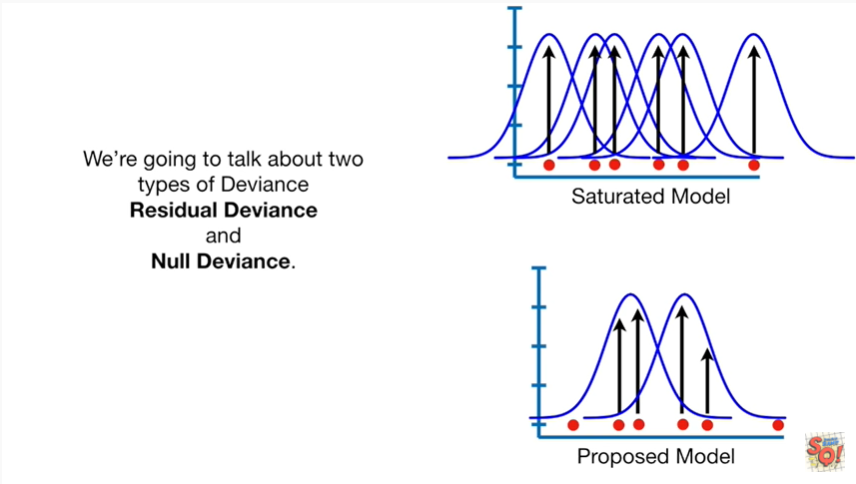 We're going to talk about two
types of Deviance
Residual Deviance
and
Null Deviance.
Saturated Model
Proposed Model
SQ!